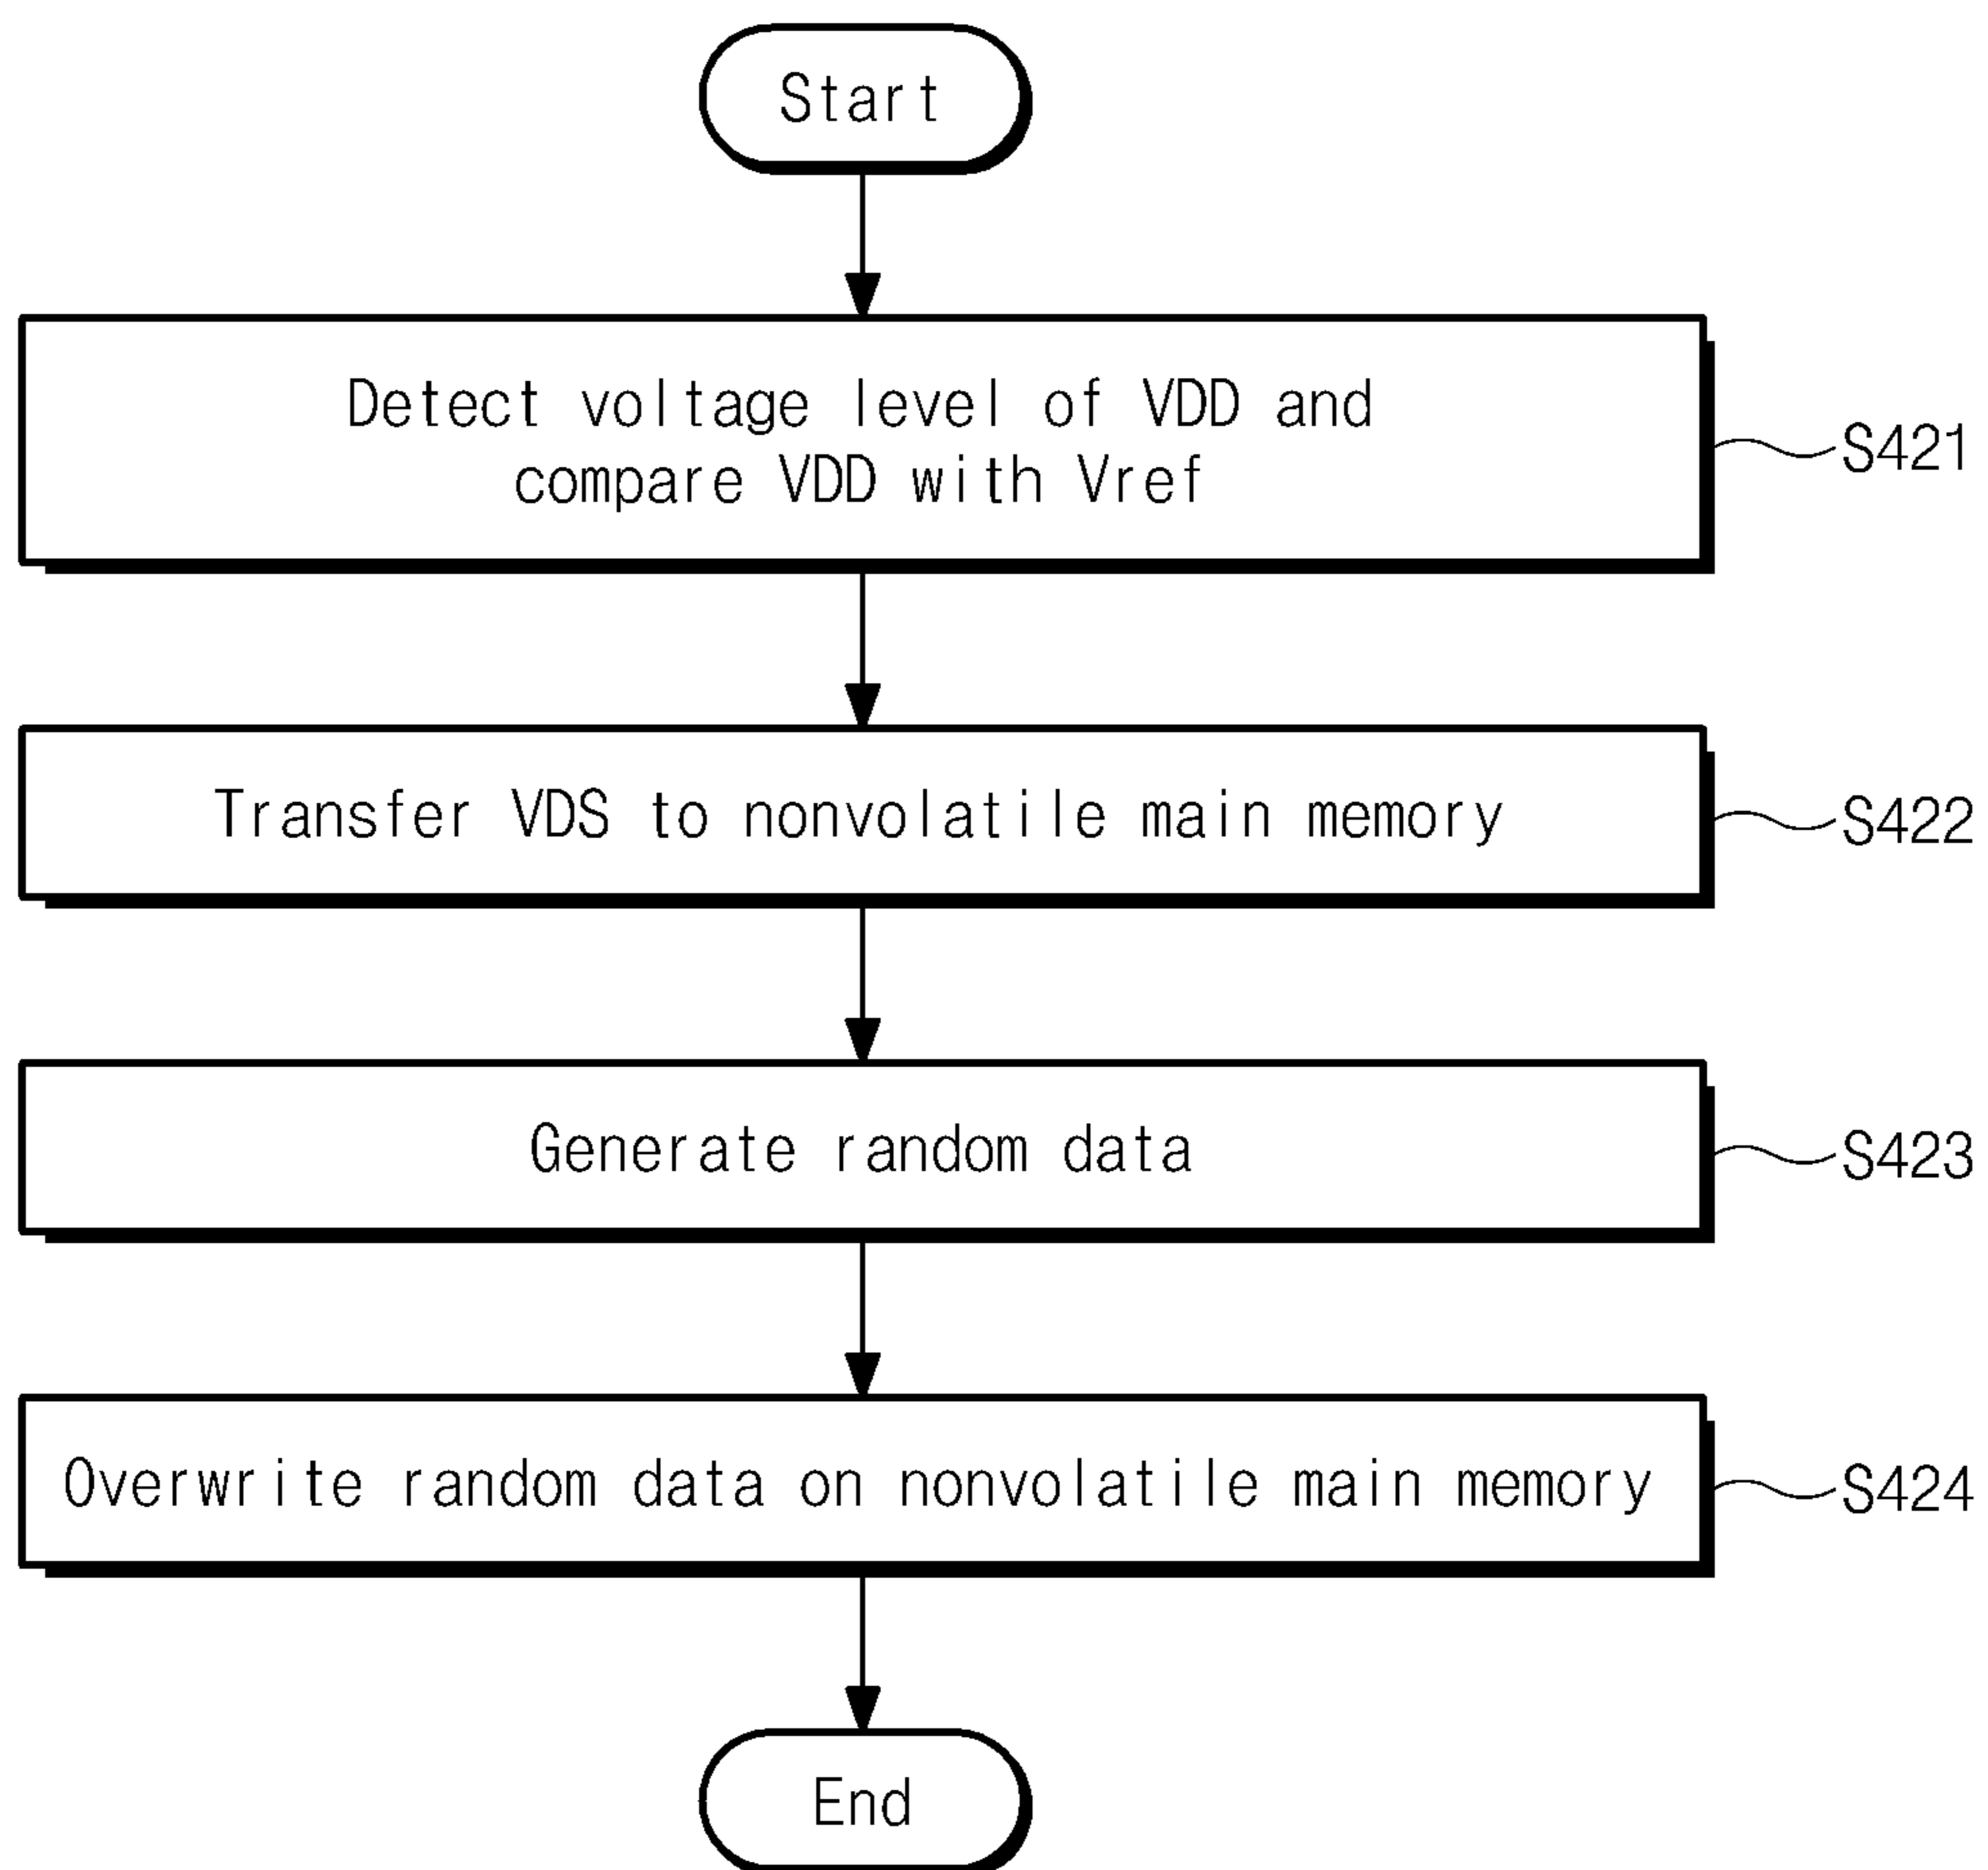 Start
Detect voltage level of VDD and
compare VDD with Vref
S421
Transfer VDS to nonvolatile main memory
S422
Generate random data
S423
Overwrite random data on nonvolatile main memory
S424
End